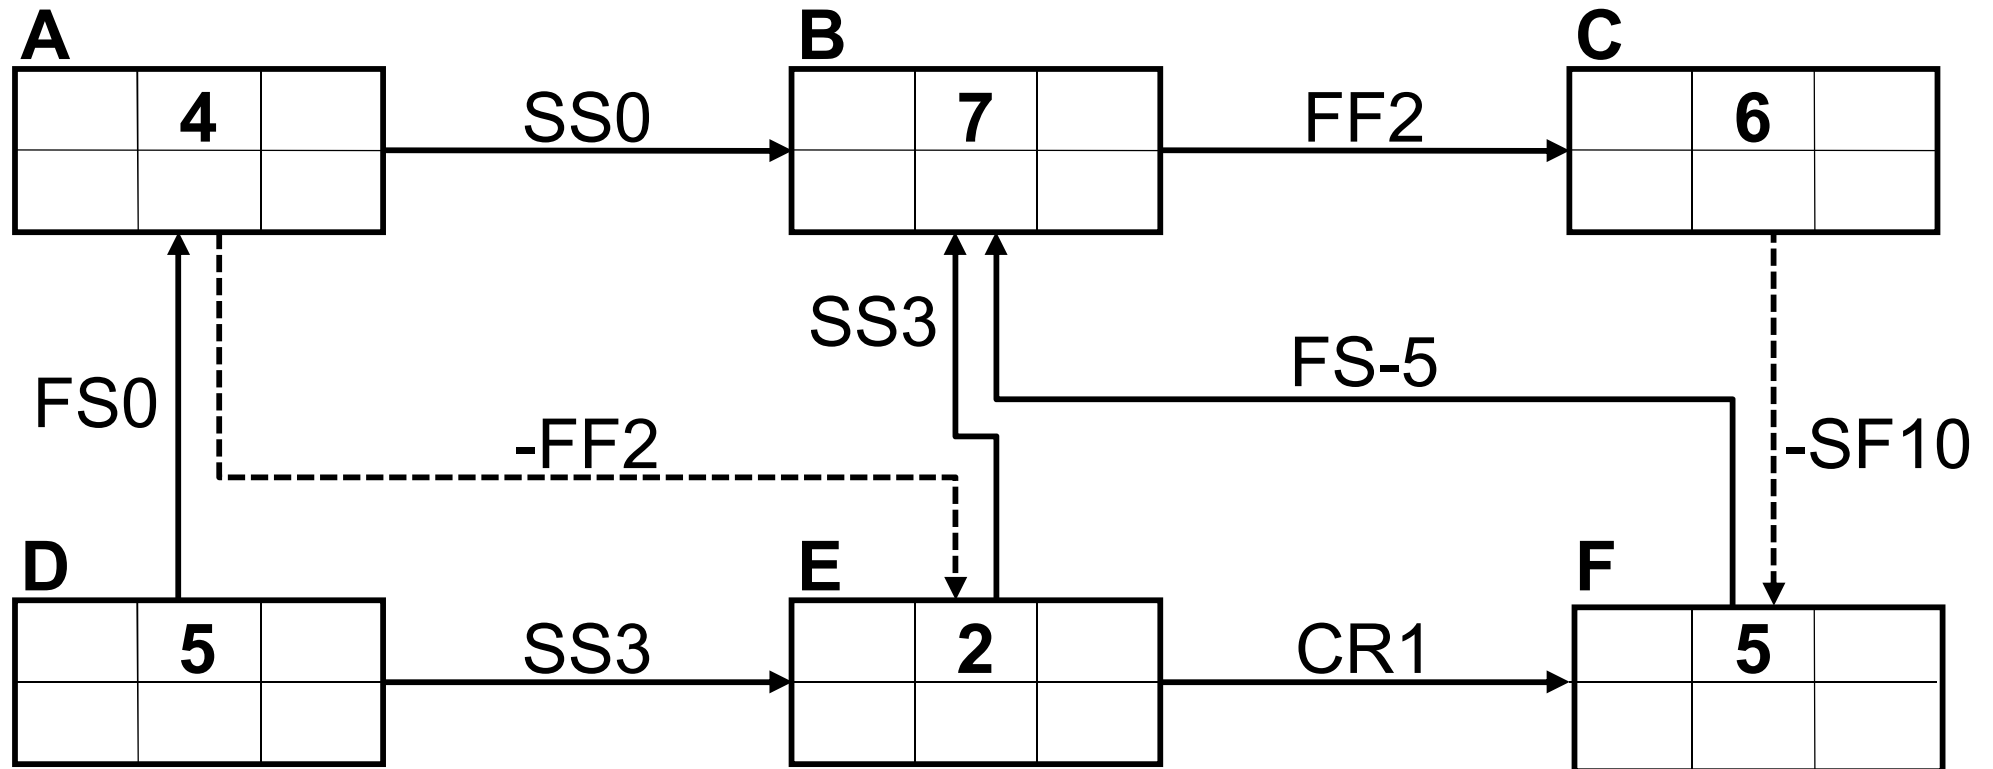 A B C
4 SS0 7 FF2 6
SS3
FS-5
FS0
-FF2 -SF10
D E F
5 SS3 2 CR1 5